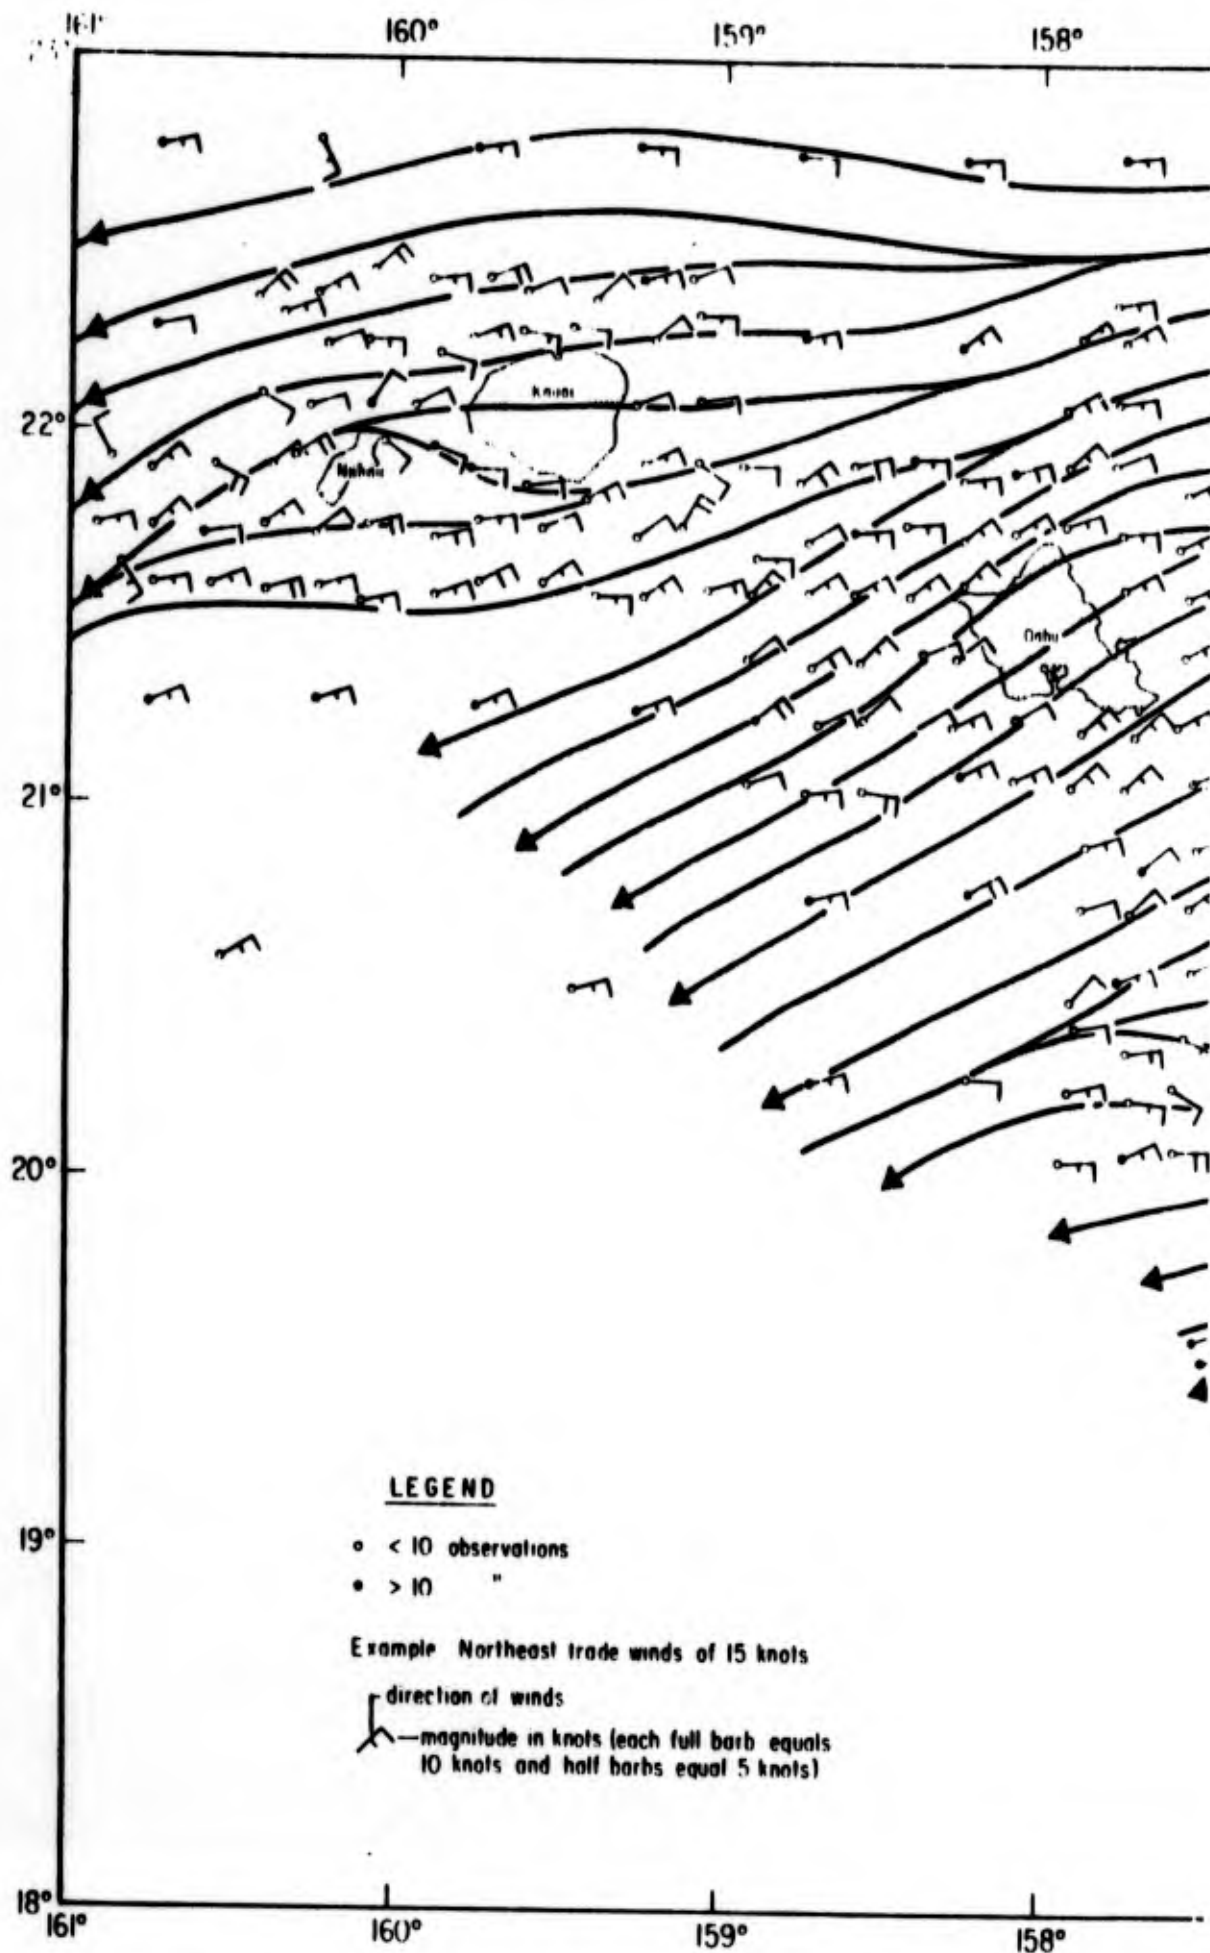 161°
160°
159°
158°
Kauai
22°
Niihau
Oahu
21°
20°
LEGEND
< 10 observations
> 10 "
19°
Example Northeast trade winds of 15 knots
direction of winds
magnitude in knots (each full barb equals
10 knots and half barbs equal 5 knots)
18°
161°
160°
159°
158°